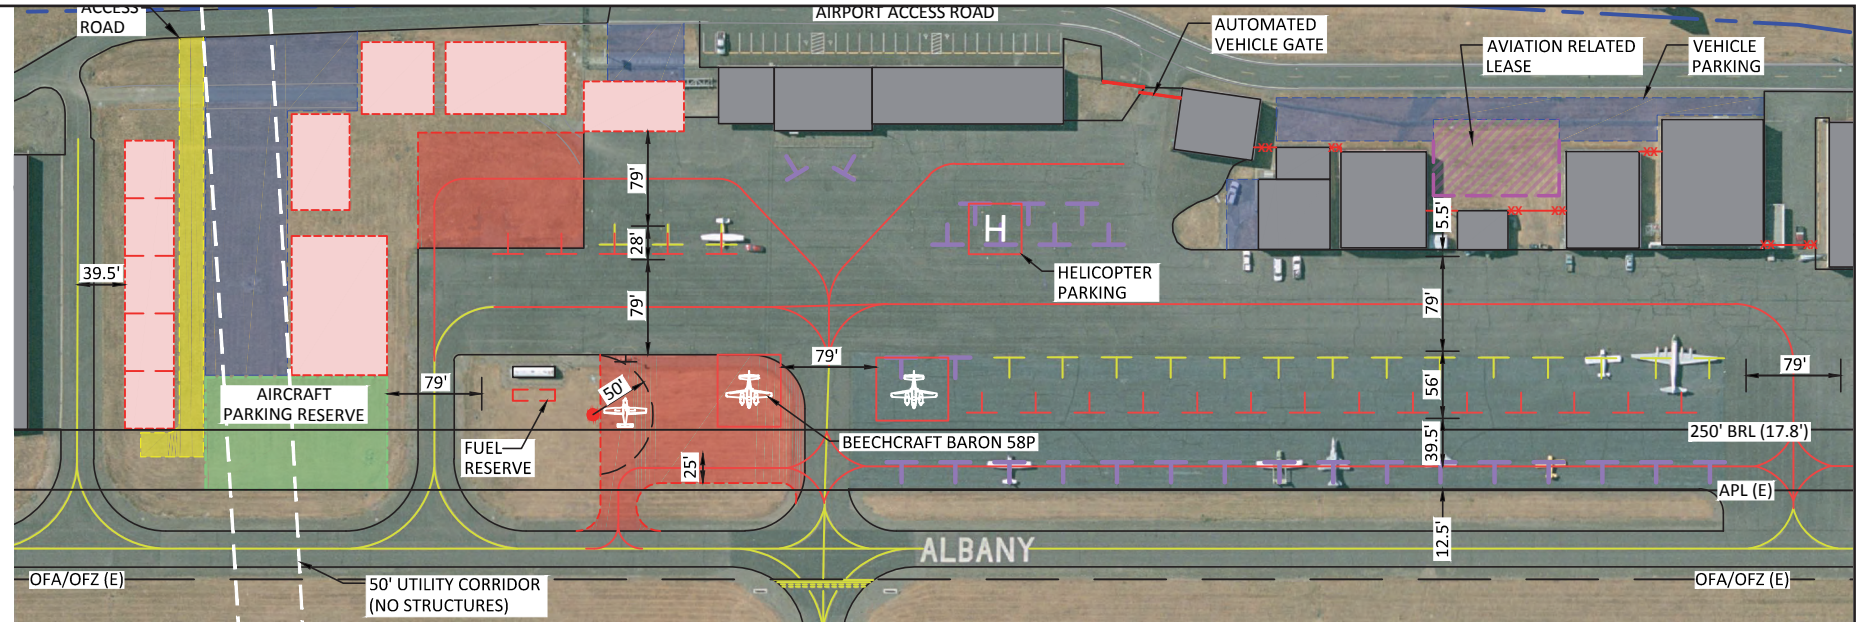 ACCESS
ROAD
AIRPORT ACCESS ROAD
AUTOMATED
VEHICLE GATE
AVIATION RELATED
LEASE
VEHICLE
PARKING
79'
28'
79'
39.5'
H
HELICOPTER
PARKING
5.5'
79'
56'
39.5'
12.5'
79'
79'
79'
50'
AIRCRAFT
PARKING RESERVE
FUEL
RESERVE
25'
BEECHCRAFT BARON 58P
250' BRL (17.8')
APL (E)
ALBANY
OFA/OFZ (E)
50' UTILITY CORRIDOR
(NO STRUCTURES)
OFA/OFZ (E)